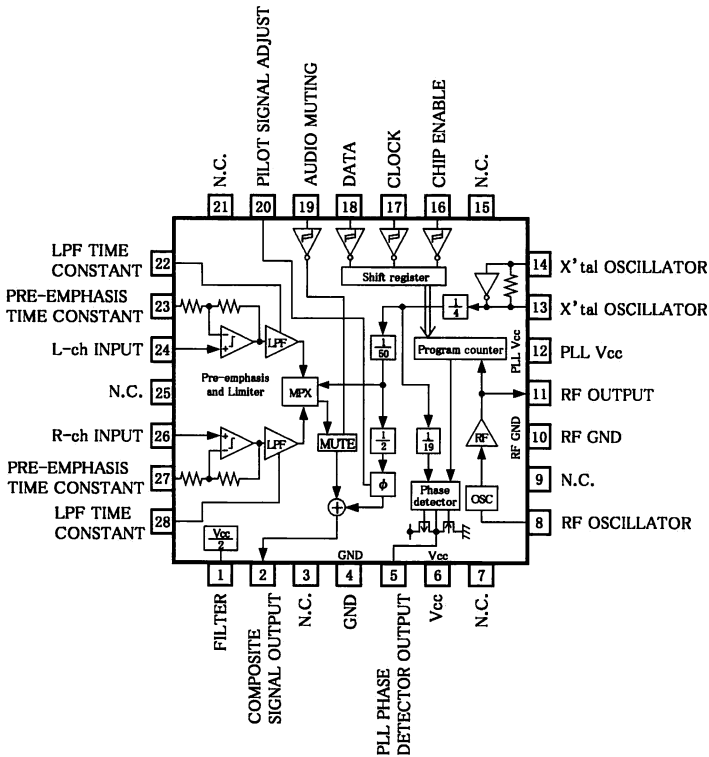 N.C.
PILOT SIGNAL ADJUST
AUDIO MUTING
DATA
CLOCK
CHIP ENABLE
N.C.
21
20
19
18
17
16
15
LPF TIME
CONSTANT
22
PRE-EMPHASIS
TIME CONSTANT
23
L-ch INPUT
24
N.C.
25
R-ch INPUT
26
PRE-EMPHASIS
TIME CONSTANT
27
LPF TIME
CONSTANT
28
Shift register
1
4
1
50
Program counter
LPF
Pre-emphasis
and Limiter
MPX
LPF
MUTE
1
2
1
19
φ
Phase
detector
RF
OSC
+
Vcc
2
GND
Vcc
PLL Vcc
RF GND
14
X'tal OSCILLATOR
13
X'tal OSCILLATOR
12
PLL Vcc
11
RF OUTPUT
10
RF GND
9
N.C.
8
RF OSCILLATOR
1
2
3
4
5
6
7
FILTER
COMPOSITE
SIGNAL OUTPUT
N.C.
GND
PLL PHASE
DETECTOR OUTPUT
Vcc
N.C.